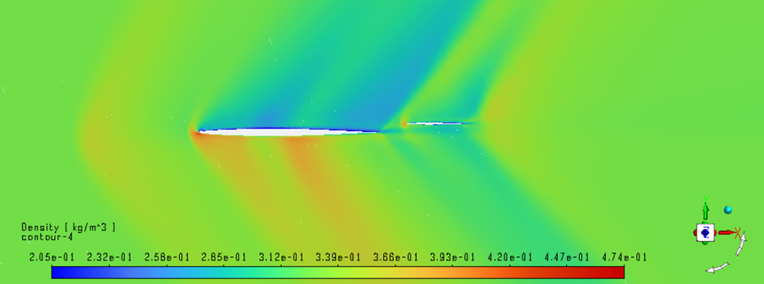 Density [ kg/m^3 ]
contour-4
2.05e-01 2.32e-01 2.58e-01 2.85e-01 3.12e-01 3.39e-01 3.66e-01 3.93e-01 4.20e-01 4.47e-01 4.74e-01
Y
X